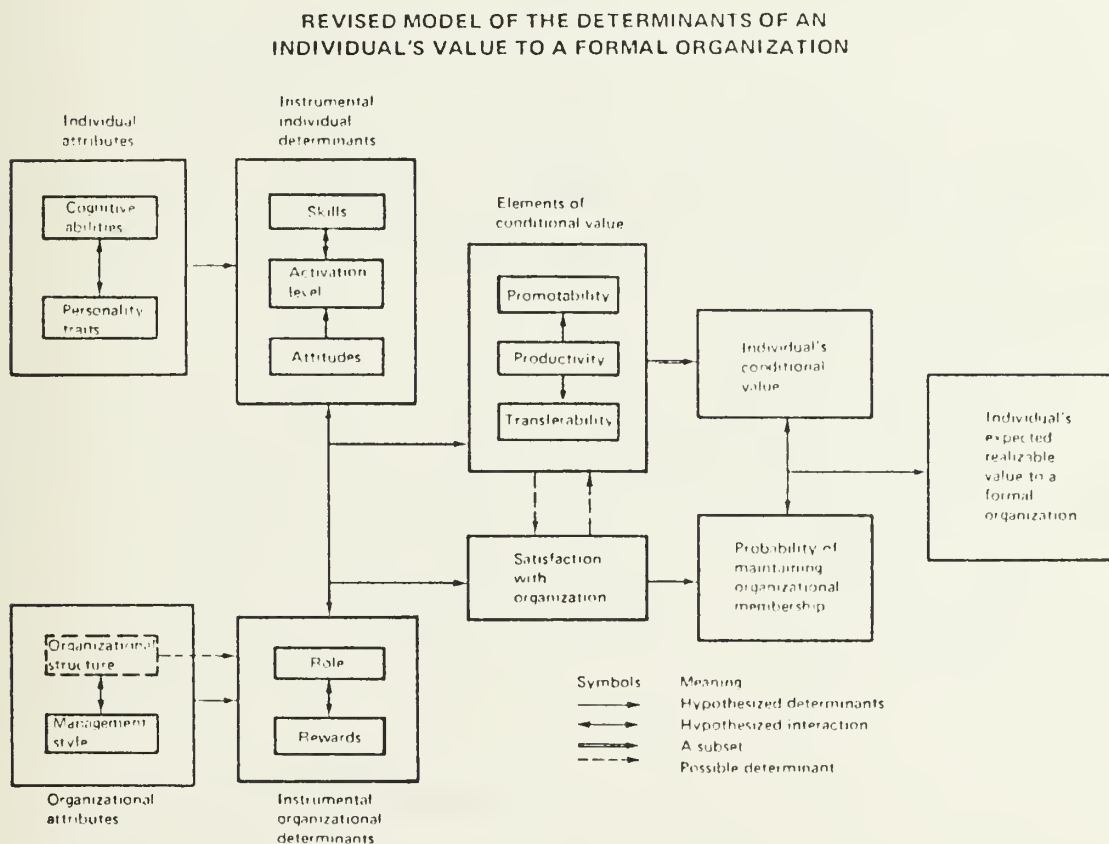 REVISED MODEL OF THE DETERMINANTS OF AN
INDIVIDUAL'S VALUE TO A FORMAL ORGANIZATION
Individual
attributes
Cognitive
abilities
Personality
traits
Instrumental
individual
determinants
Skills
Activation
level
Attitudes
Elements of
conditional value
Promotability
Productivity
Transferability
Individual's
conditional
value
Individual's
expected
realizable
value to a
formal
organization
Satisfaction
with
organization
Probability of
maintaining
organizational
membership
Organizational
structure
Management
style
Organizational
attributes
Role
Rewards
Instrumental
organizational
determinants
Symbols Meaning
Hypothesized determinants
Hypothesized interaction
A subset
Possible determinant